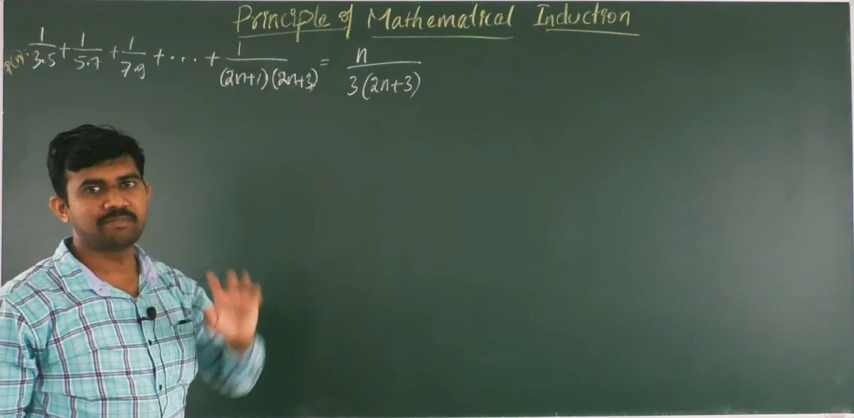 Principle of Mathematical Induction
P(n): 1/3.5 + 1/5.7 + 1/7.9 + ... + 1/(2n+1)(2n+3) = n/3(2n+3)